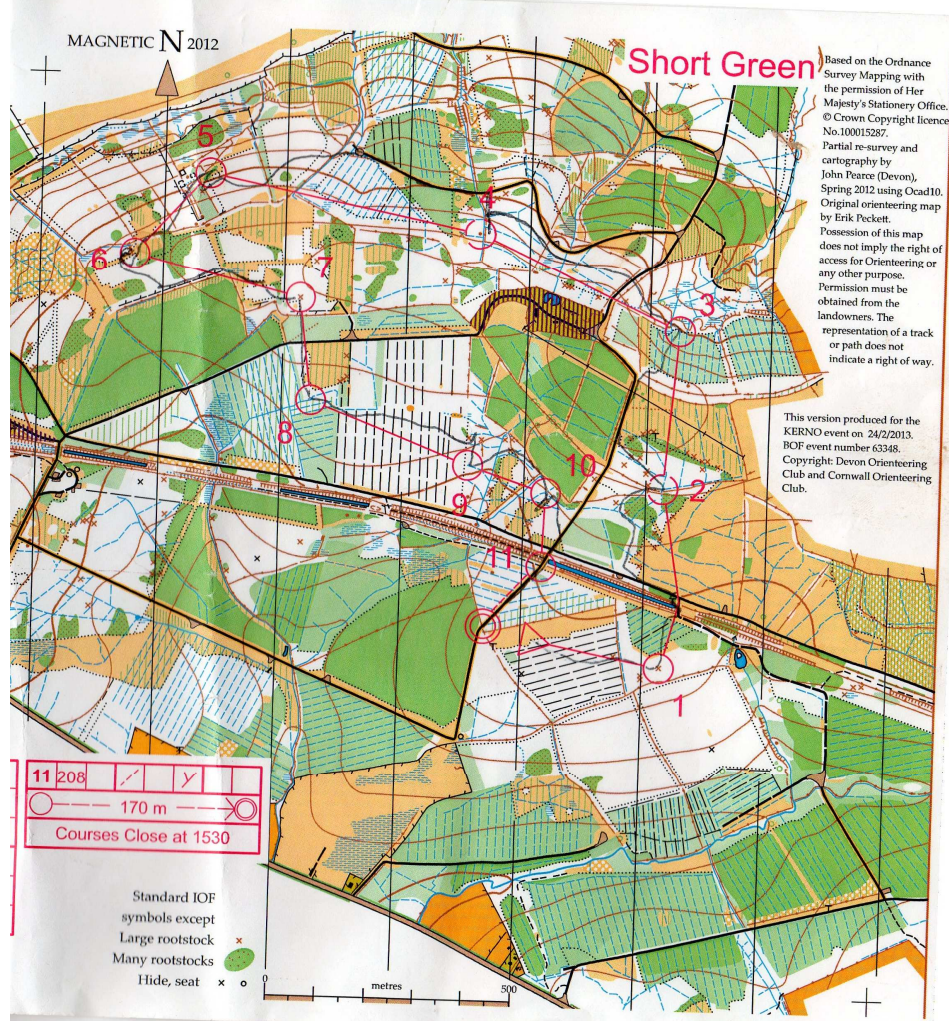 MAGNETIC N 2012
Short Green
Based on the Ordnance
Survey Mapping with
the permission of Her
Majesty's Stationery Office.
© Crown Copyright licence
No.100015287.
Partial re-survey and
cartography by
John Pearce (Devon),
Spring 2012 using Ocad10.
Original orienteering map
by Erik Peckett.
Possession of this map
does not imply the right of
access for Orienteering or
any other purpose.
Permission must be
obtained from the
landowners. The
representation of a track
or path does not
indicate a right of way.
This version produced for the
KERNO event on 24/2/2013.
BOF event number 63348.
Copyright: Devon Orienteering
Club and Cornwall Orienteering
Club.
5
4
6
7
3
8
10
2
9
11
1
11 208
170 m
Courses Close at 1530
Standard IOF
symbols except
Large rootstock
Many rootstocks
Hide, seat x o
0 metres 500